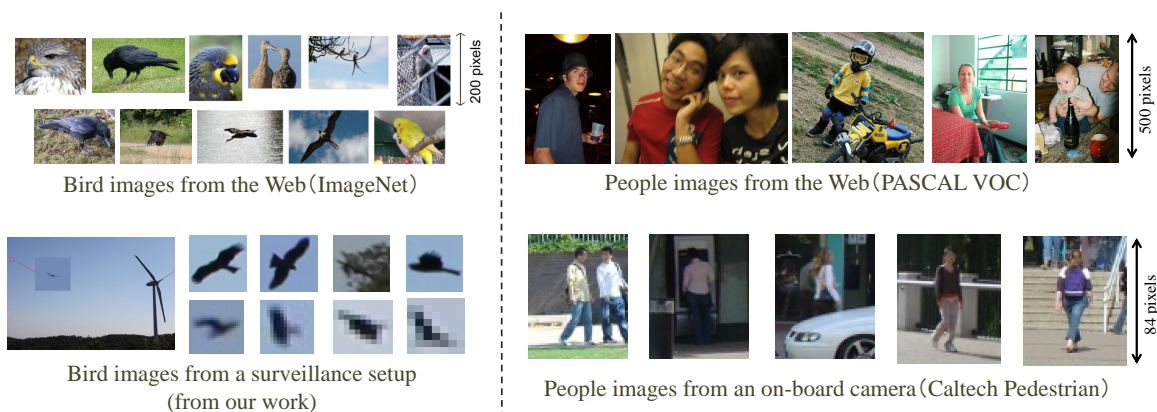 200 pixels
Bird images from the Web(ImageNet)
500 pixels
People images from the Web(PASCAL VOC)
Bird images from a surveillance setup
(from our work)
84 pixels
People images from an on-board camera(Caltech Pedestrian)